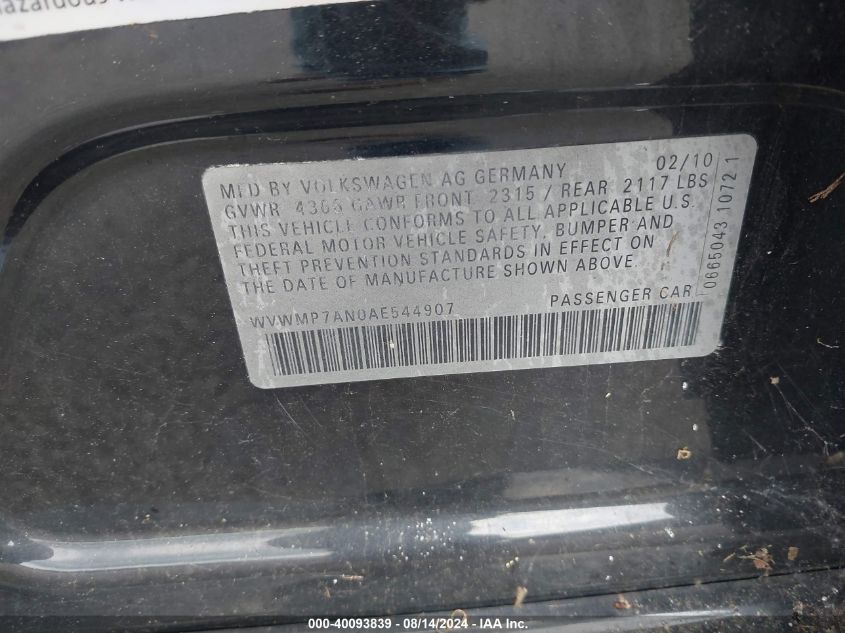 MFD BY VOLKSWAGEN AG GERMANY 02/10
GVWR 4365 GAWR FRONT 2315 / REAR 2117 LBS
THIS VEHICLE CONFORMS TO ALL APPLICABLE U.S.
FEDERAL MOTOR VEHICLE SAFETY, BUMPER AND
THEFT PREVENTION STANDARDS IN EFFECT ON
THE DATE OF MANUFACTURE SHOWN ABOVE.
WVWMP7AN0AE544907 PASSENGER CAR
0665043 10721
000-40093839 - 08/14/2024 - IAAI Inc.